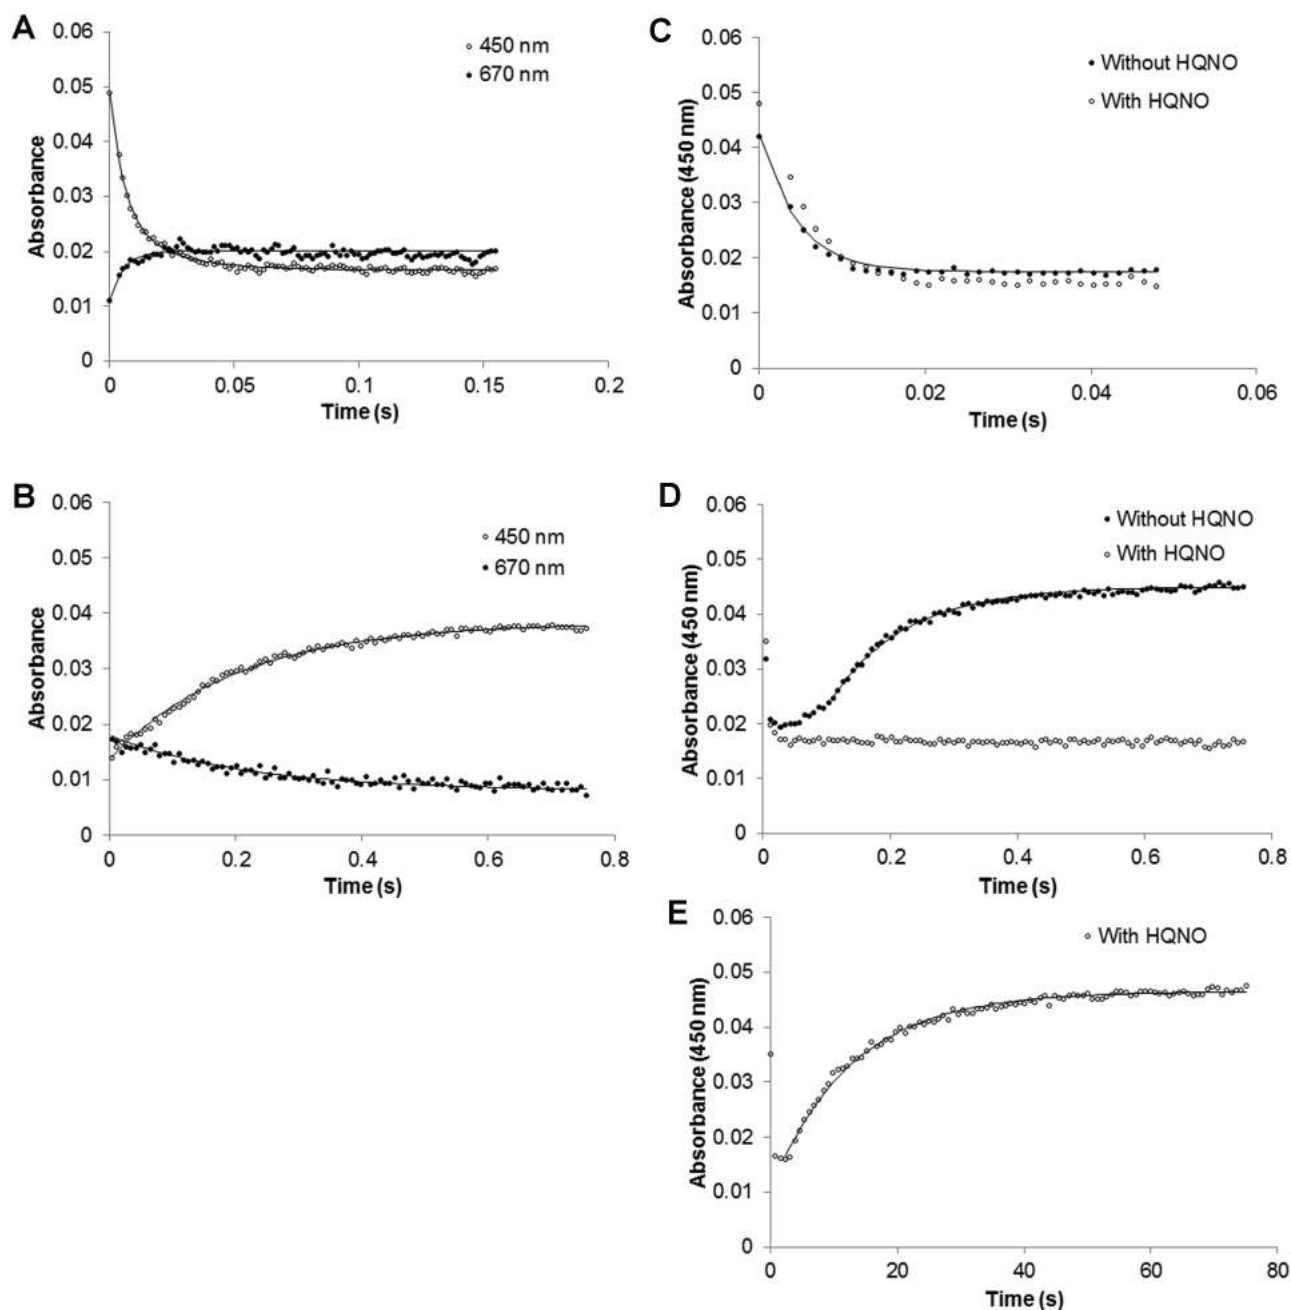 A
0.06
0.05
0.04
0.03
0.02
0.01
0
Absorbance
450 nm
670 nm
0 0.05 0.1 0.15 0.2
Time (s)
B
0.06
0.05
0.04
0.03
0.02
0.01
0
Absorbance
450 nm
670 nm
0 0.2 0.4 0.6 0.8
Time (s)
C
0.06
0.05
0.04
0.03
0.02
0.01
0
Absorbance (450 nm)
Without HQNO
With HQNO
0 0.02 0.04 0.06
Time (s)
D
0.06
0.05
0.04
0.03
0.02
0.01
0
Absorbance (450 nm)
Without HQNO
With HQNO
0 0.2 0.4 0.6 0.8
Time (s)
E
0.06
0.05
0.04
0.03
0.02
0.01
0
Absorbance (450 nm)
With HQNO
0 20 40 60 80
Time (s)